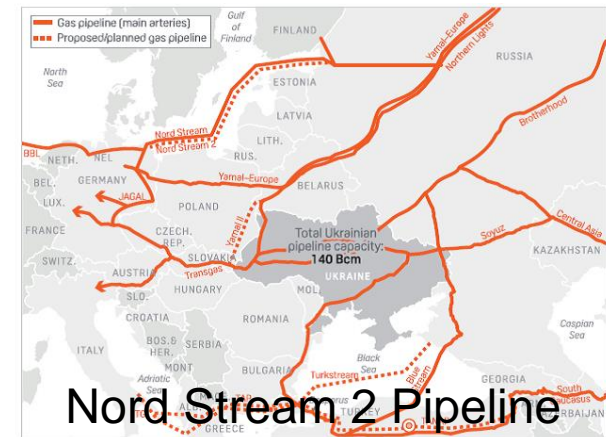 Gas pipeline (main arteries)
Proposed/planned gas pipeline
Gulf
of
Finland
FINLAND
North
Sea
ESTONIA
LATVIA
LITH.
RUS.
RUSSIA
Yamal–Europe
Northern Lights
Brotherhood
Nord Stream
Nord Stream 2
BBL
NETH.
NEL
BEL.
GERMANY
LUX.
JAGAL
Yamal–Europe
BELARUS
POLAND
Yamal II
FRANCE
CZECH.
REP.
Total Ukrainian
pipeline capacity:
140 Bcm
UKRAINE
Soyuz
Central Asia
KAZAKHSTAN
SWITZ.
SLOVAKIA
Transgas
AUSTRIA
HUNGARY
MOL.
SLO.
CROATIA
ROMANIA
BOS.&
HER.
SERBIA
ITALY
MONT
Adriatic
Sea
BULGARIA
Black
Sea
Turkstream
Blue
Stream
Caspian
Sea
GEORGIA
South
GREECE
TURKEY
Nord Stream 2 Pipeline